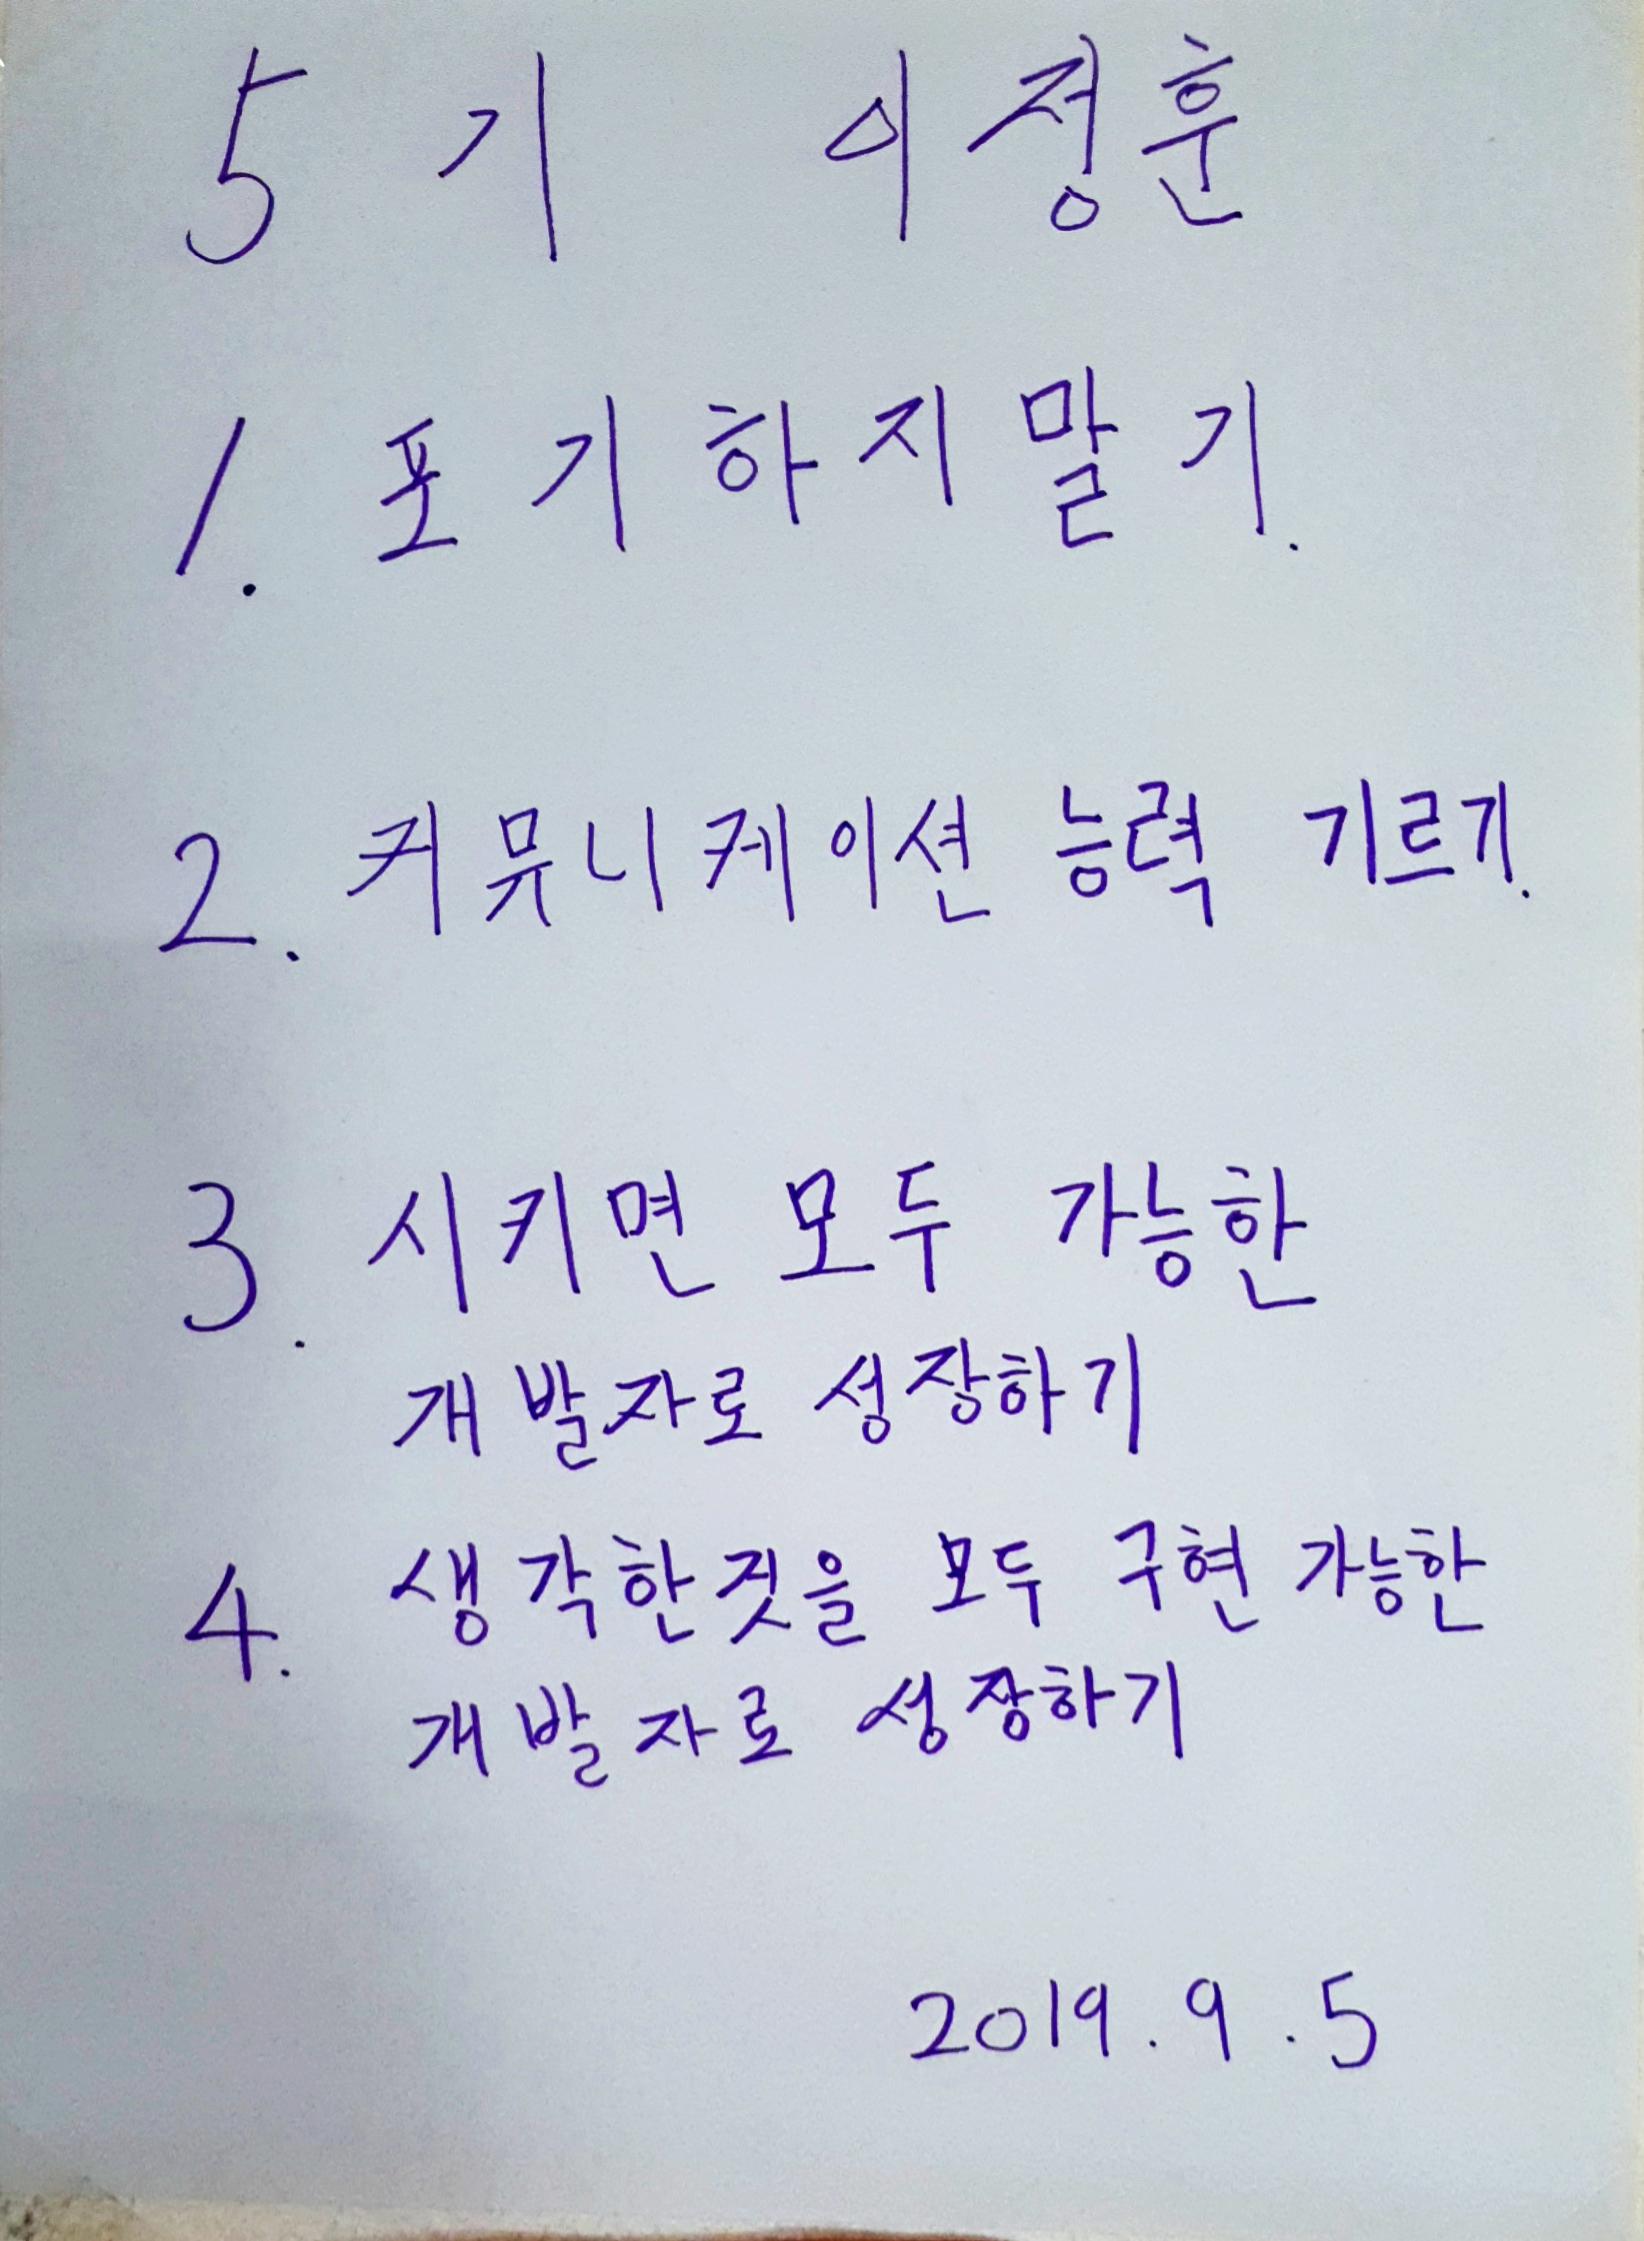 5기 이정훈
1. 포기하지말기.
2. 커뮤니케이션 능력 기르기.
3. 시키면 모두 가능한
개발자로 성장하기
4. 생각한짓을 모두 구현 가능한
개발자로 성장하기
2019.9.5